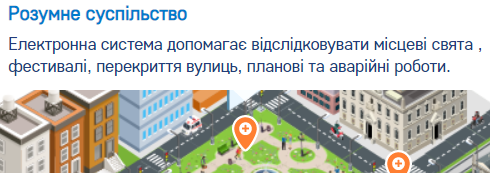 Розумне суспільство
Електронна система допомагає відслідковувати місцеві свята ,
фестивалі, перекриття вулиць, планові та аварійні роботи.